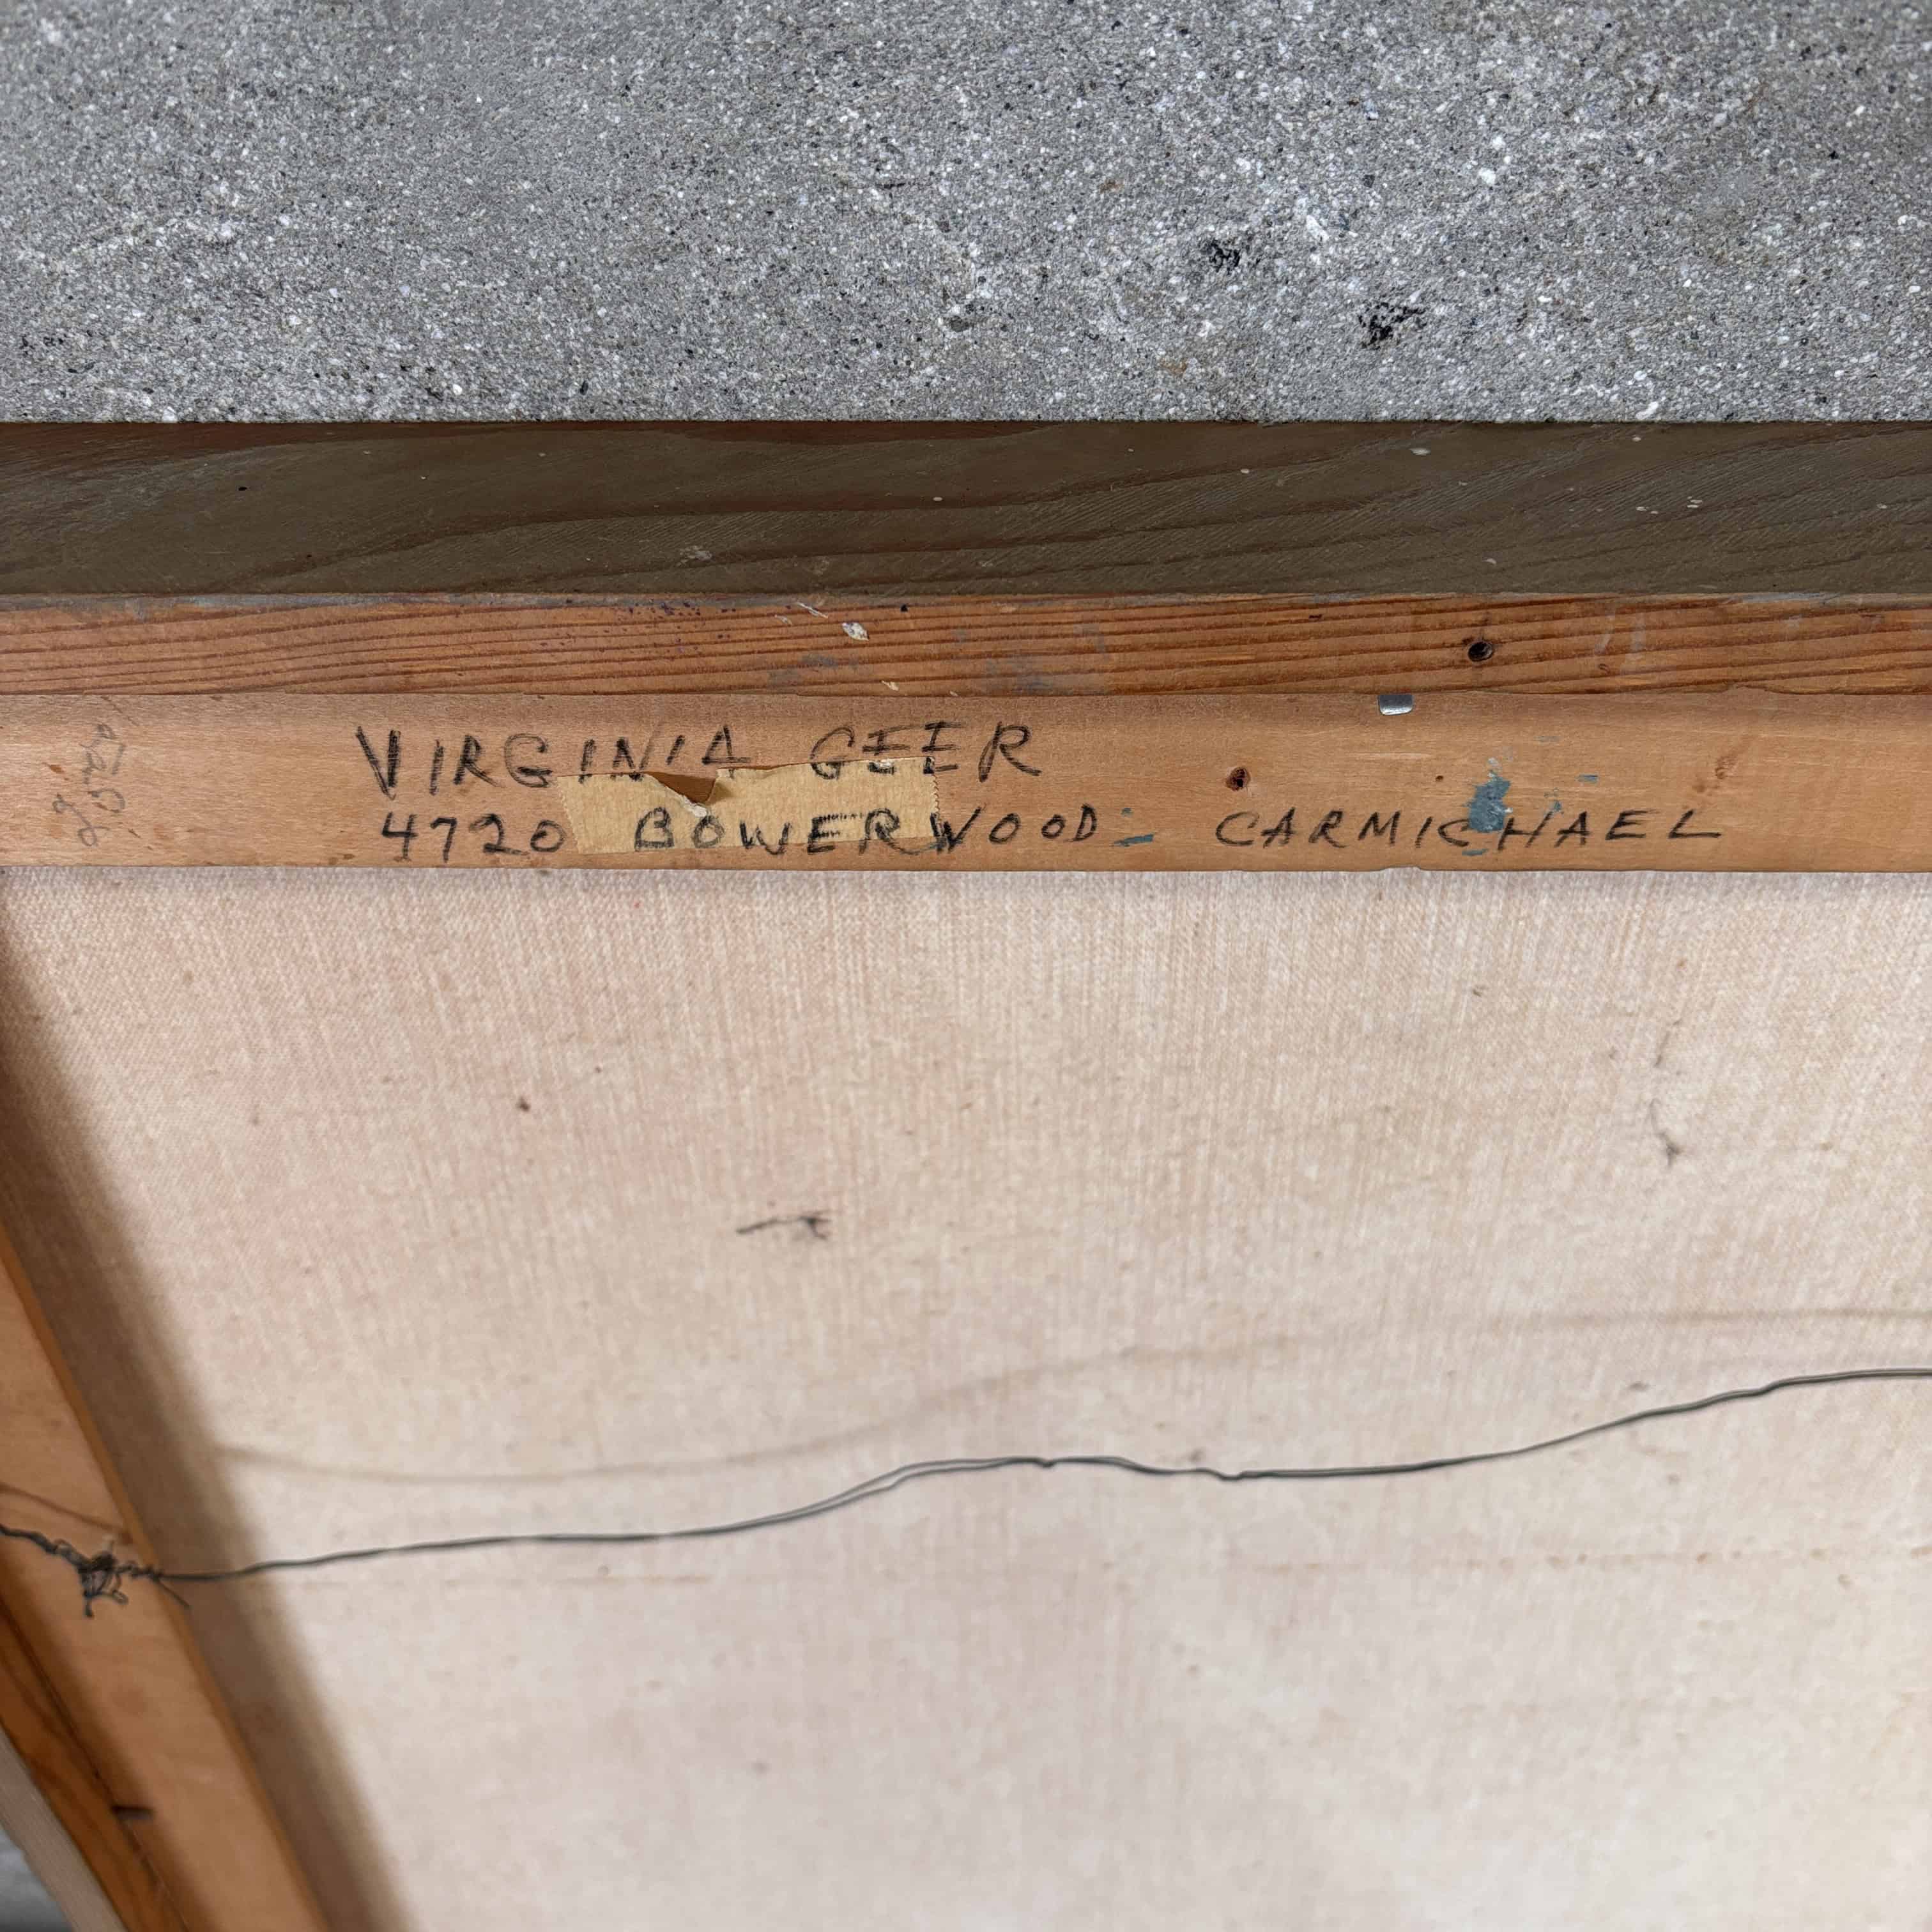 VIRGINIA GEER
4720 BOWERWOOD - CARMICHAEL